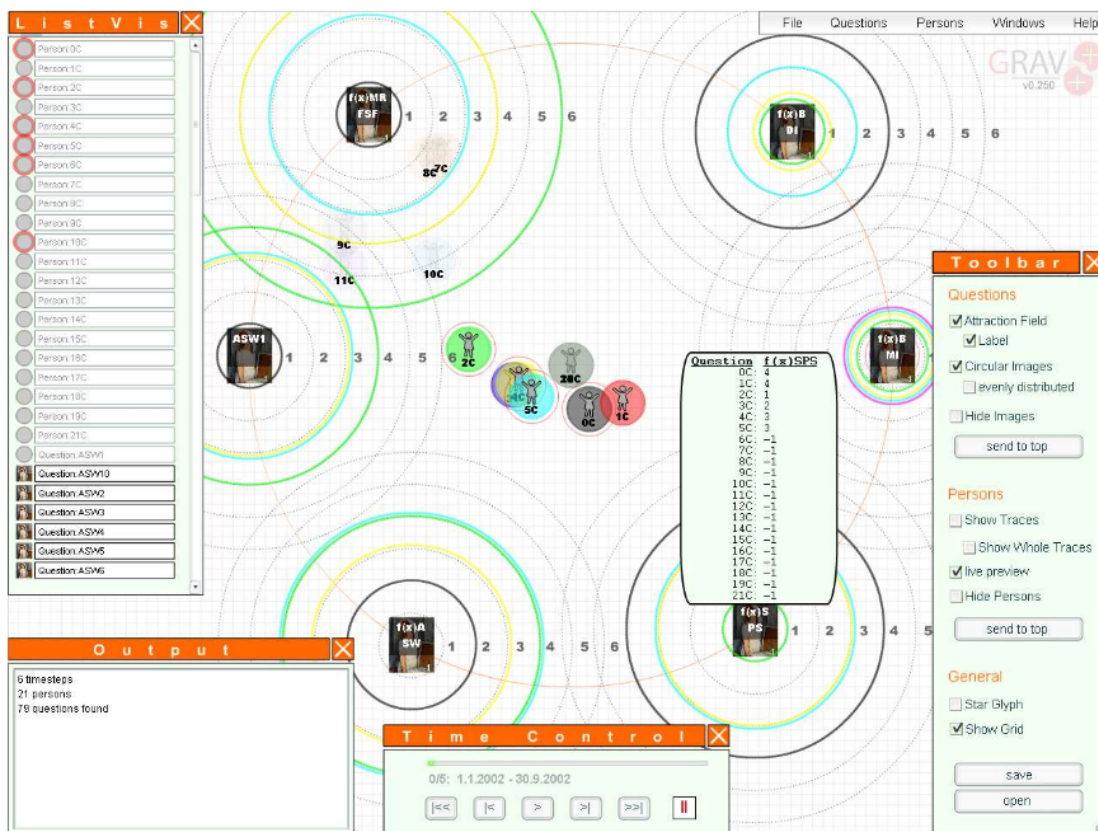 ListVis
File Questions Persons Windows Help
GRAV
v0.250
Person:0C
Person:1C
Person:2C
Person:3C
Person:4C
Person:5C
Person:6C
Person:7C
Person:8C
Person:9C
Person:10C
Person:11C
Person:12C
Person:13C
Person:14C
Person:15C
Person:16C
Person:17C
Person:18C
Person:19C
Person:21C
Question:ASW1
Question:ASW10
Question:ASW2
Question:ASW3
Question:ASW4
Question:ASW5
Question:ASW6
f(x)MR
FSF
1 2 3 4 5 6
f(x)B
DI
1 2 3 4 5 6
8C 7C
9C
10C
11C
ASW1
1 2 3 4 5 6
2C
5C
0C
1C
f(x)B
MI
1
Question f(x)SPS
0C: 4
1C: 4
2C: 1
3C: 2
4C: 3
5C: 3
6C: -1
7C: -1
8C: -1
9C: -1
10C: -1
11C: -1
12C: -1
13C: -1
14C: -1
15C: -1
16C: -1
17C: -1
18C: -1
19C: -1
21C: -1
f(x)A
SW
1 2 3 4 5 6
f(x)S
PS
1 2 3 4 5
Toolbar
Questions
Attraction Field
Label
Circular Images
evenly distributed
Hide Images
send to top
Persons
Show Traces
Show Whole Traces
live preview
Hide Persons
send to top
General
Star Glyph
Show Grid
save
open
Output
6 timesteps
21 persons
79 questions found
Time Control
0/5: 1.1.2002 - 30.9.2002
|<< |< > >| >>| ||